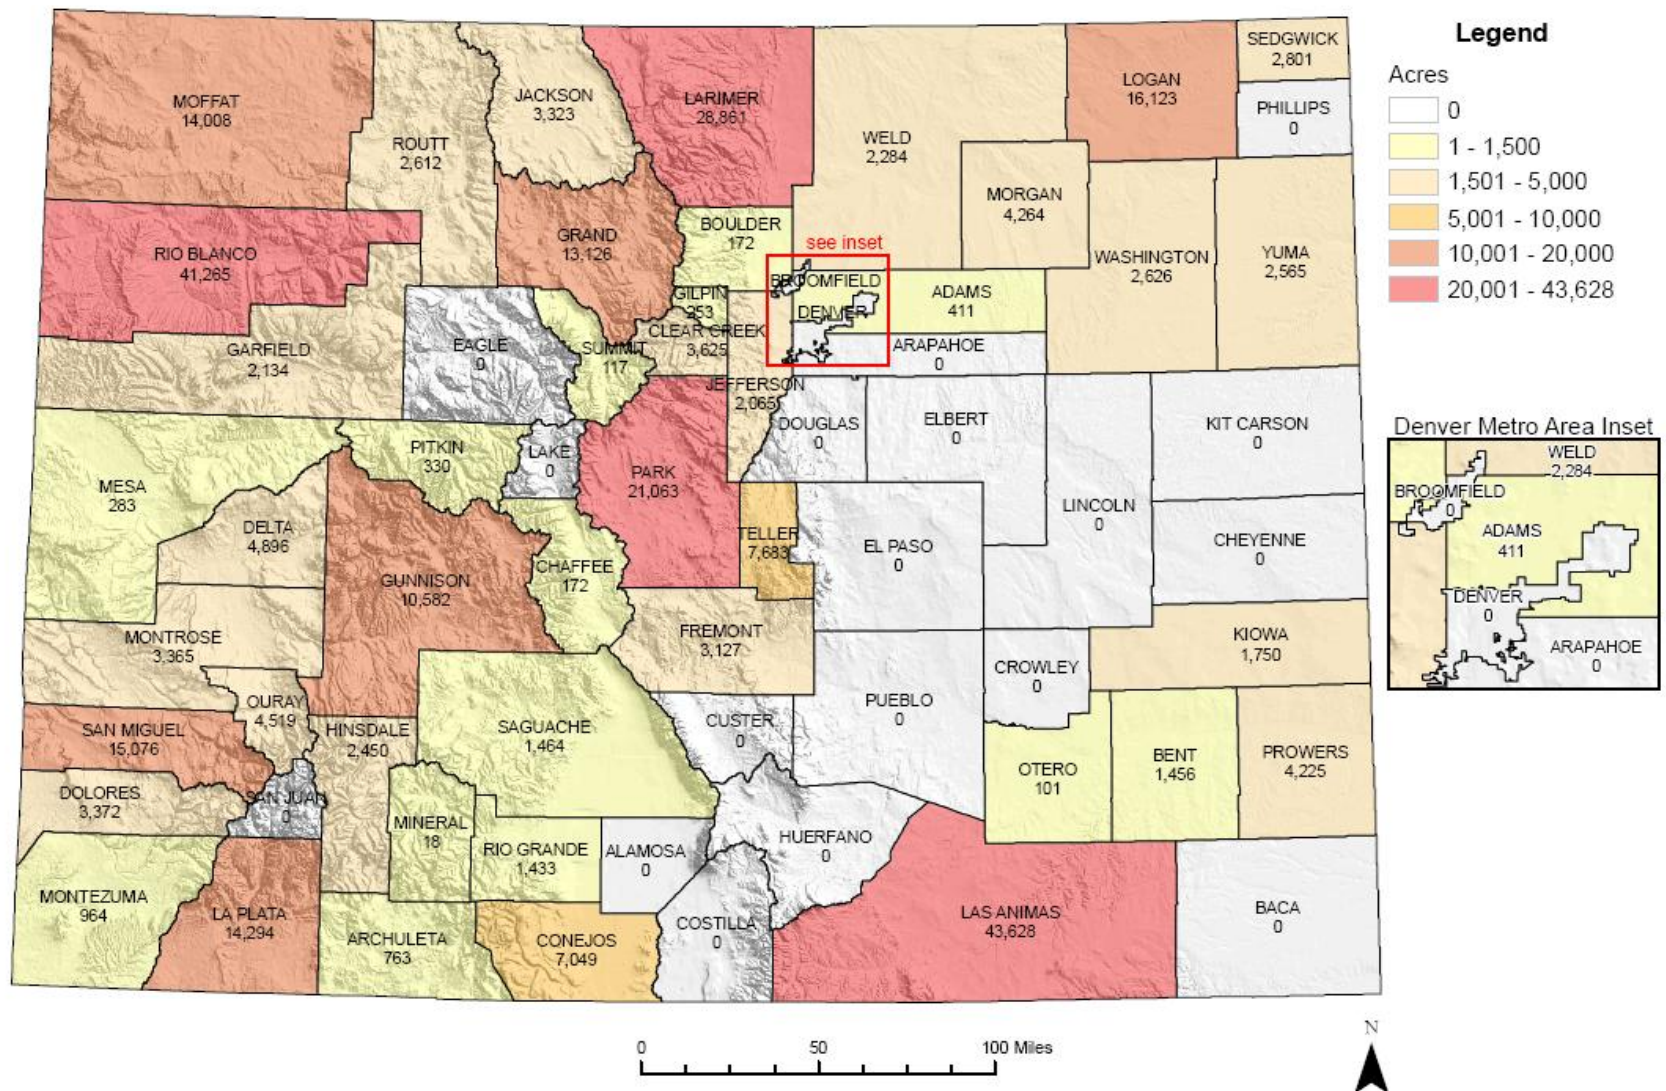 MOFFAT
14,008
ROUTT
2,612
JACKSON
3,323
LARIMER
28,861
WELD
2,284
LOGAN
16,123
SEDGWICK
2,801
PHILLIPS
0
MORGAN
4,264
WASHINGTON
2,626
YUMA
2,565
RIO BLANCO
41,265
GRAND
13,126
BOULDER
172
see inset
BROOMFIELD
DENVER
ADAMS
411
GILPIN
253
CLEAR CREEK
3,625
ARAPAHOE
0
GARFIELD
2,134
EAGLE
0
SUMMIT
117
JEFFERSON
2,065
DOUGLAS
0
ELBERT
0
KIT CARSON
0
MESA
283
PITKIN
330
LAKE
0
PARK
21,063
LINCOLN
0
DELTA
4,896
TELLER
7,683
EL PASO
0
CHEYENNE
0
GUNNISON
10,582
CHAFFEE
172
MONTROSE
3,365
FREMONT
3,127
KIOWA
1,750
CROWLEY
0
OURAY
4,519
PUEBLO
0
SAN MIGUEL
15,076
HINSDALE
2,450
SAGUACHE
1,464
CUSTER
0
OTERO
101
BENT
1,456
PROWERS
4,225
DOLORES
3,372
SAN JUAN
0
MINERAL
18
RIO GRANDE
1,433
ALAMOSA
0
HUERFANO
0
MONTEZUMA
964
LA PLATA
14,294
ARCHULETA
763
CONEJOS
7,049
COSTILLA
0
LAS ANIMAS
43,628
BACA
0
0
50
100 Miles
N
Legend
Acres
0
1 - 1,500
1,501 - 5,000
5,001 - 10,000
10,001 - 20,000
20,001 - 43,628
Denver Metro Area Inset
WELD
2,284
BROOMFIELD
0
ADAMS
411
DENVER
0
ARAPAHOE
0